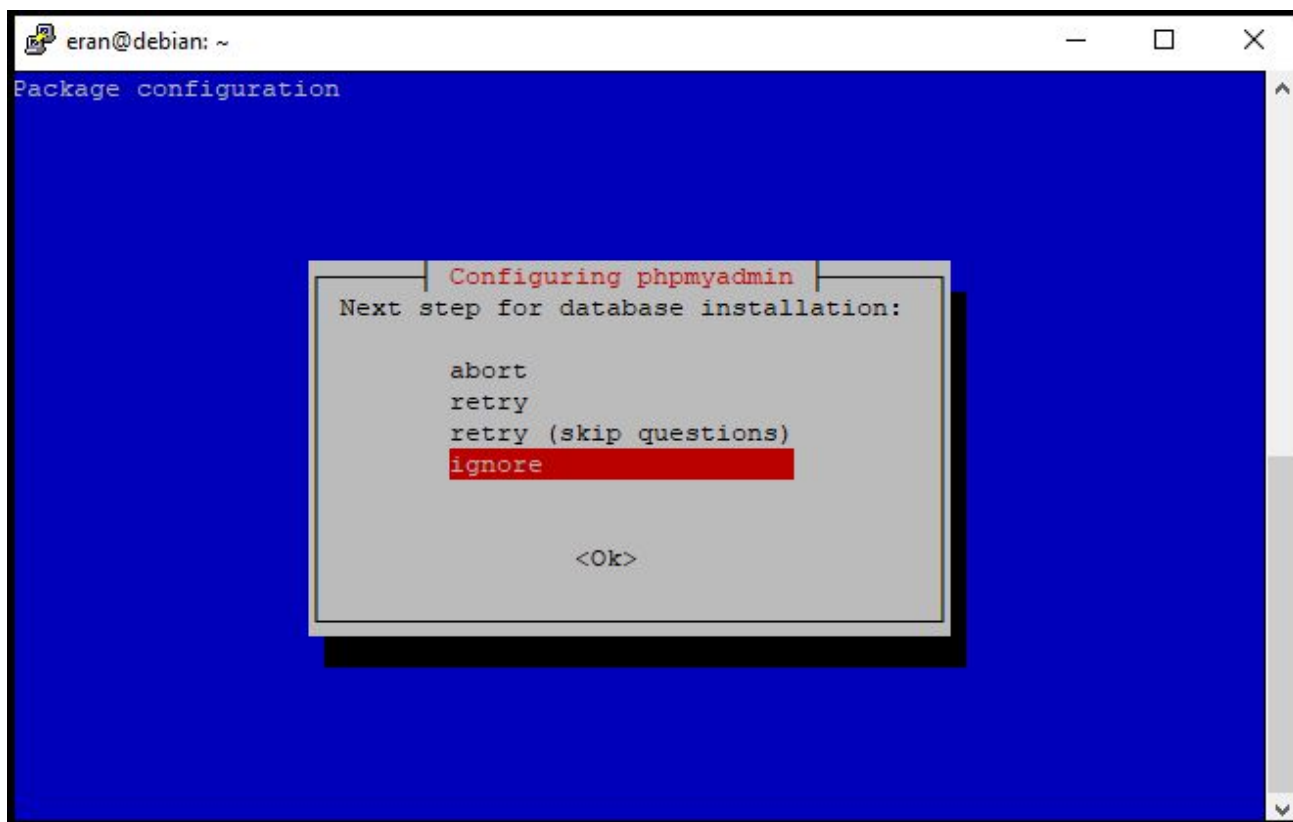 eran@debian: ~
Package configuration
Configuring phpmyadmin
Next step for database installation:
abort
retry
retry (skip questions)
ignore
<Ok>